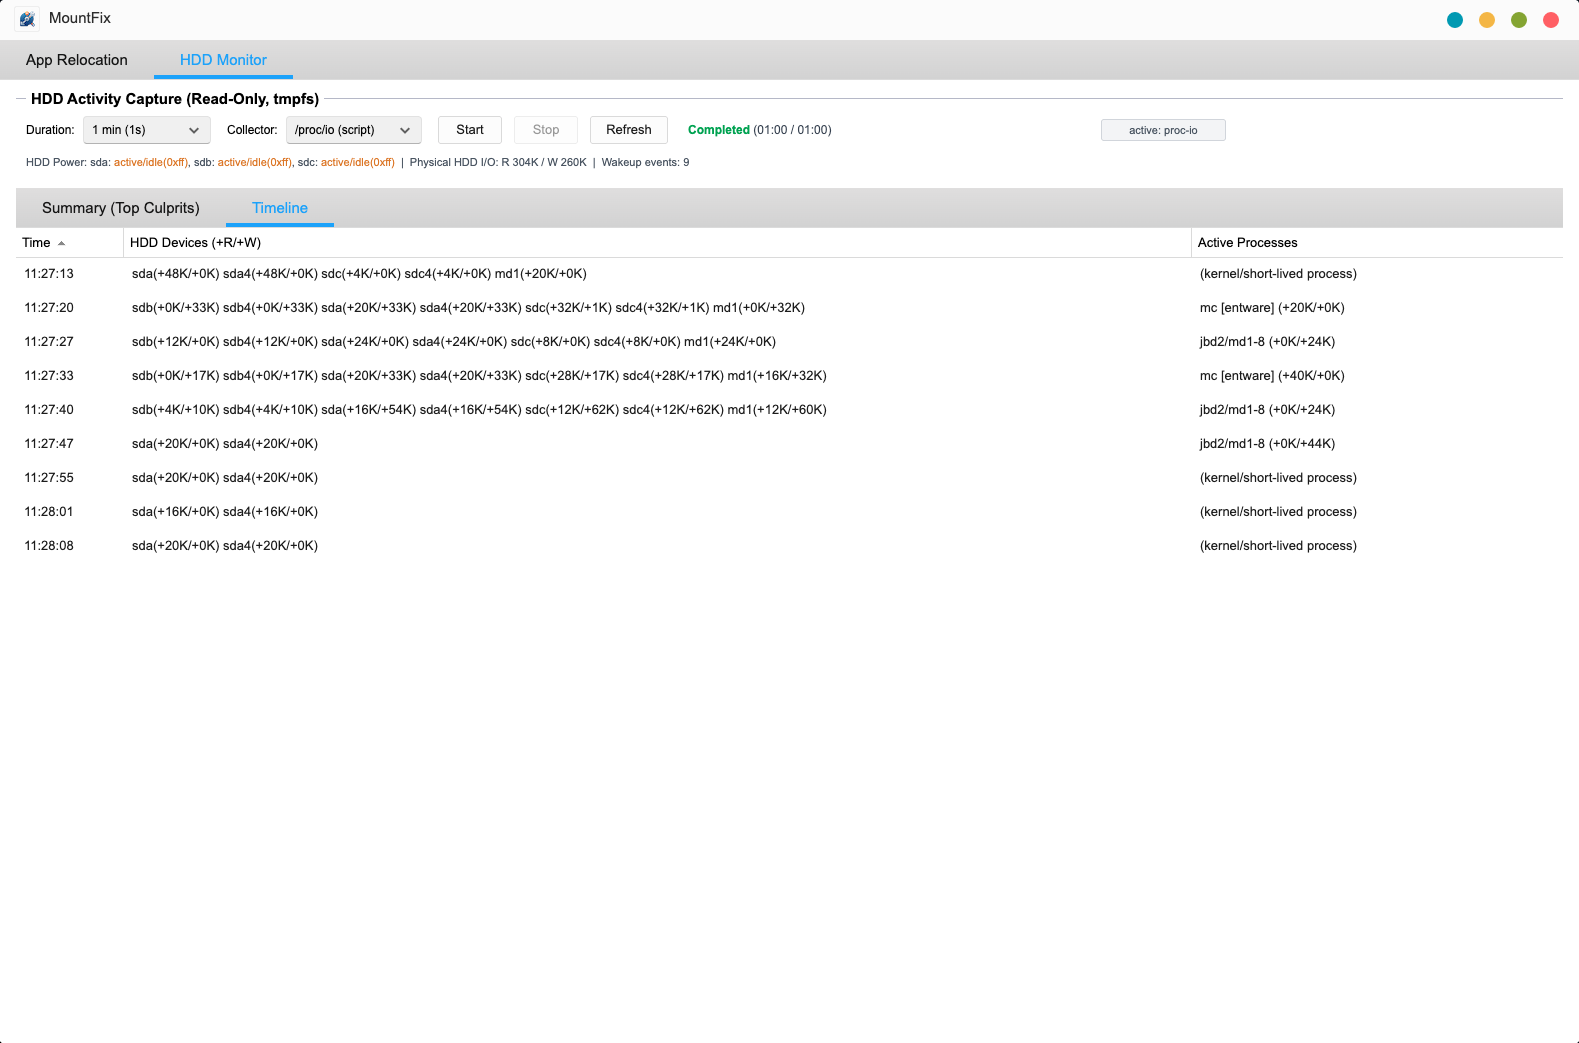 MountFix
App Relocation HDD Monitor
HDD Activity Capture (Read-Only, tmpfs)
Duration: 1 min (1s) Collector: /proc/io (script) Start Stop Refresh Completed (01:00 / 01:00) active: proc-io
HDD Power: sda: active/idle(0xff), sdb: active/idle(0xff), sdc: active/idle(0xff) | Physical HDD I/O: R 304K / W 260K | Wakeup events: 9
Summary (Top Culprits) Timeline
Time HDD Devices (+R/+W) Active Processes
11:27:13 sda(+48K/+0K) sda4(+48K/+0K) sdc(+4K/+0K) sdc4(+4K/+0K) md1(+20K/+0K) (kernel/short-lived process)
11:27:20 sdb(+0K/+33K) sdb4(+0K/+33K) sda(+20K/+33K) sda4(+20K/+33K) sdc(+32K/+1K) sdc4(+32K/+1K) md1(+0K/+32K) mc [entware] (+20K/+0K)
11:27:27 sdb(+12K/+0K) sdb4(+12K/+0K) sda(+24K/+0K) sda4(+24K/+0K) sdc(+8K/+0K) sdc4(+8K/+0K) md1(+24K/+0K) jbd2/md1-8 (+0K/+24K)
11:27:33 sdb(+0K/+17K) sdb4(+0K/+17K) sda(+20K/+33K) sda4(+20K/+33K) sdc(+28K/+17K) sdc4(+28K/+17K) md1(+16K/+32K) mc [entware] (+40K/+0K)
11:27:40 sdb(+4K/+10K) sdb4(+4K/+10K) sda(+16K/+54K) sda4(+16K/+54K) sdc(+12K/+62K) sdc4(+12K/+62K) md1(+12K/+60K) jbd2/md1-8 (+0K/+24K)
11:27:47 sda(+20K/+0K) sda4(+20K/+0K) jbd2/md1-8 (+0K/+44K)
11:27:55 sda(+20K/+0K) sda4(+20K/+0K) (kernel/short-lived process)
11:28:01 sda(+16K/+0K) sda4(+16K/+0K) (kernel/short-lived process)
11:28:08 sda(+20K/+0K) sda4(+20K/+0K) (kernel/short-lived process)